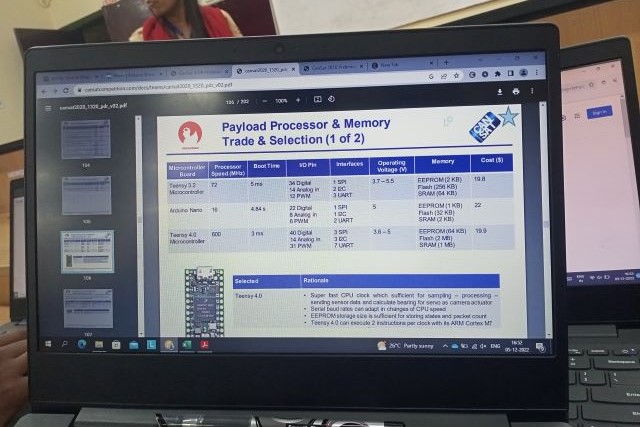 cansat2020_1320_pdr_v02.pdf
106 / 202
100%
Payload Processor & Memory
Trade & Selection (1 of 2)
CAN SAT
Microcontroller Board Processor Speed (MHz) Boot Time I/O Pin Interfaces Operating Voltage (V) Memory Cost ($)
Teensy 3.2 Microcontroller 72 5 ms 34 Digital 14 Analog in 12 PWM 1 SPI 2 I2C 3 UART 3.7 – 5.5 EEPROM (2 KB) Flash (256 KB) SRAM (64 KB) 19.8
Arduino Nano 16 4.84 s 22 Digital 8 Analog in 6 PWM 1 SPI 1 I2C 2 UART 5 EEPROM (1 KB) Flash (32 KB) SRAM (2 KB) 22
Teensy 4.0 Microcontroller 600 3 ms 40 Digital 14 Analog in 31 PWM 3 SPI 3 I2C 7 UART 3.6 – 5 EEPROM (64 KB) Flash (2 MB) SRAM (1 MB) 19.9
Selected Rationale
Teensy 4.0
• Super fast CPU clock which sufficient for sampling – processing –
sending sensor data and calculate bearing for servo as camera actuator
• Serial baud rates can adapt in changes of CPU speed
• EEPROM storage size is sufficient for storing states and packet count
• Teensy 4.0 can execute 2 instructions per clock with its ARM Cortex M7
104
105
106
107
25°C Partly sunny
ENG
16:52
05-12-2022
Sign in